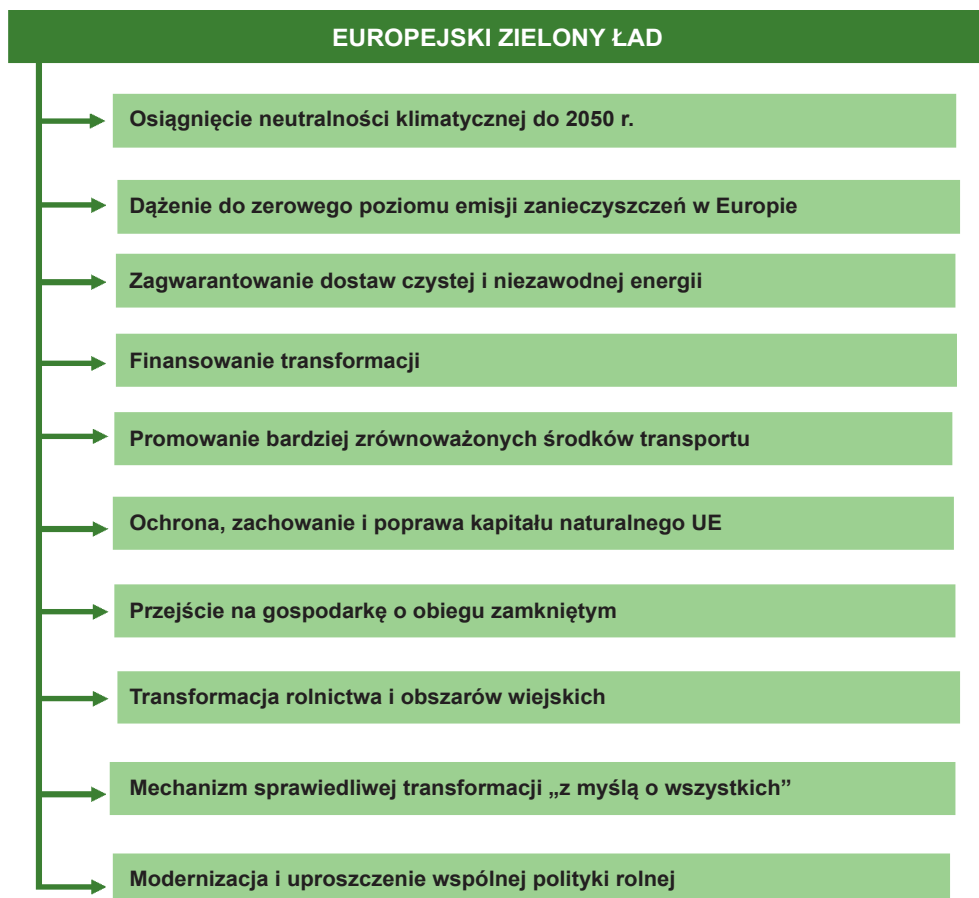 EUROPEJSKI ZIELONY ŁAD
Osiągnięcie neutralności klimatycznej do 2050 r.
Dążenie do zerowego poziomu emisji zanieczyszczeń w Europie
Zagwarantowanie dostaw czystej i niezawodnej energii
Finansowanie transformacji
Promowanie bardziej zrównoważonych środków transportu
Ochrona, zachowanie i poprawa kapitału naturalnego UE
Przejście na gospodarkę o obiegu zamkniętym
Transformacja rolnictwa i obszarów wiejskich
Mechanizm sprawiedliwej transformacji „z myślą o wszystkich”
Modernizacja i uproszczenie wspólnej polityki rolnej